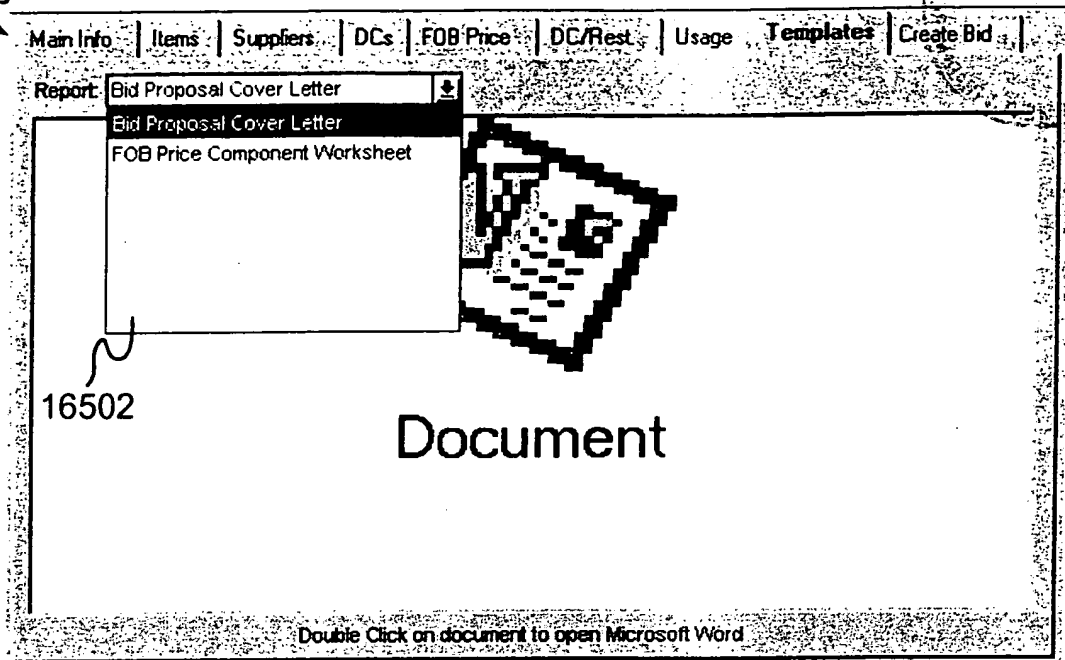 Main Info Items Suppliers DCs FOB Price DC/Rest Usage Templates Create Bid
Report: Bid Proposal Cover Letter
Bid Proposal Cover Letter
FOB Price Component Worksheet
16502
Document
Double Click on document to open Microsoft Word